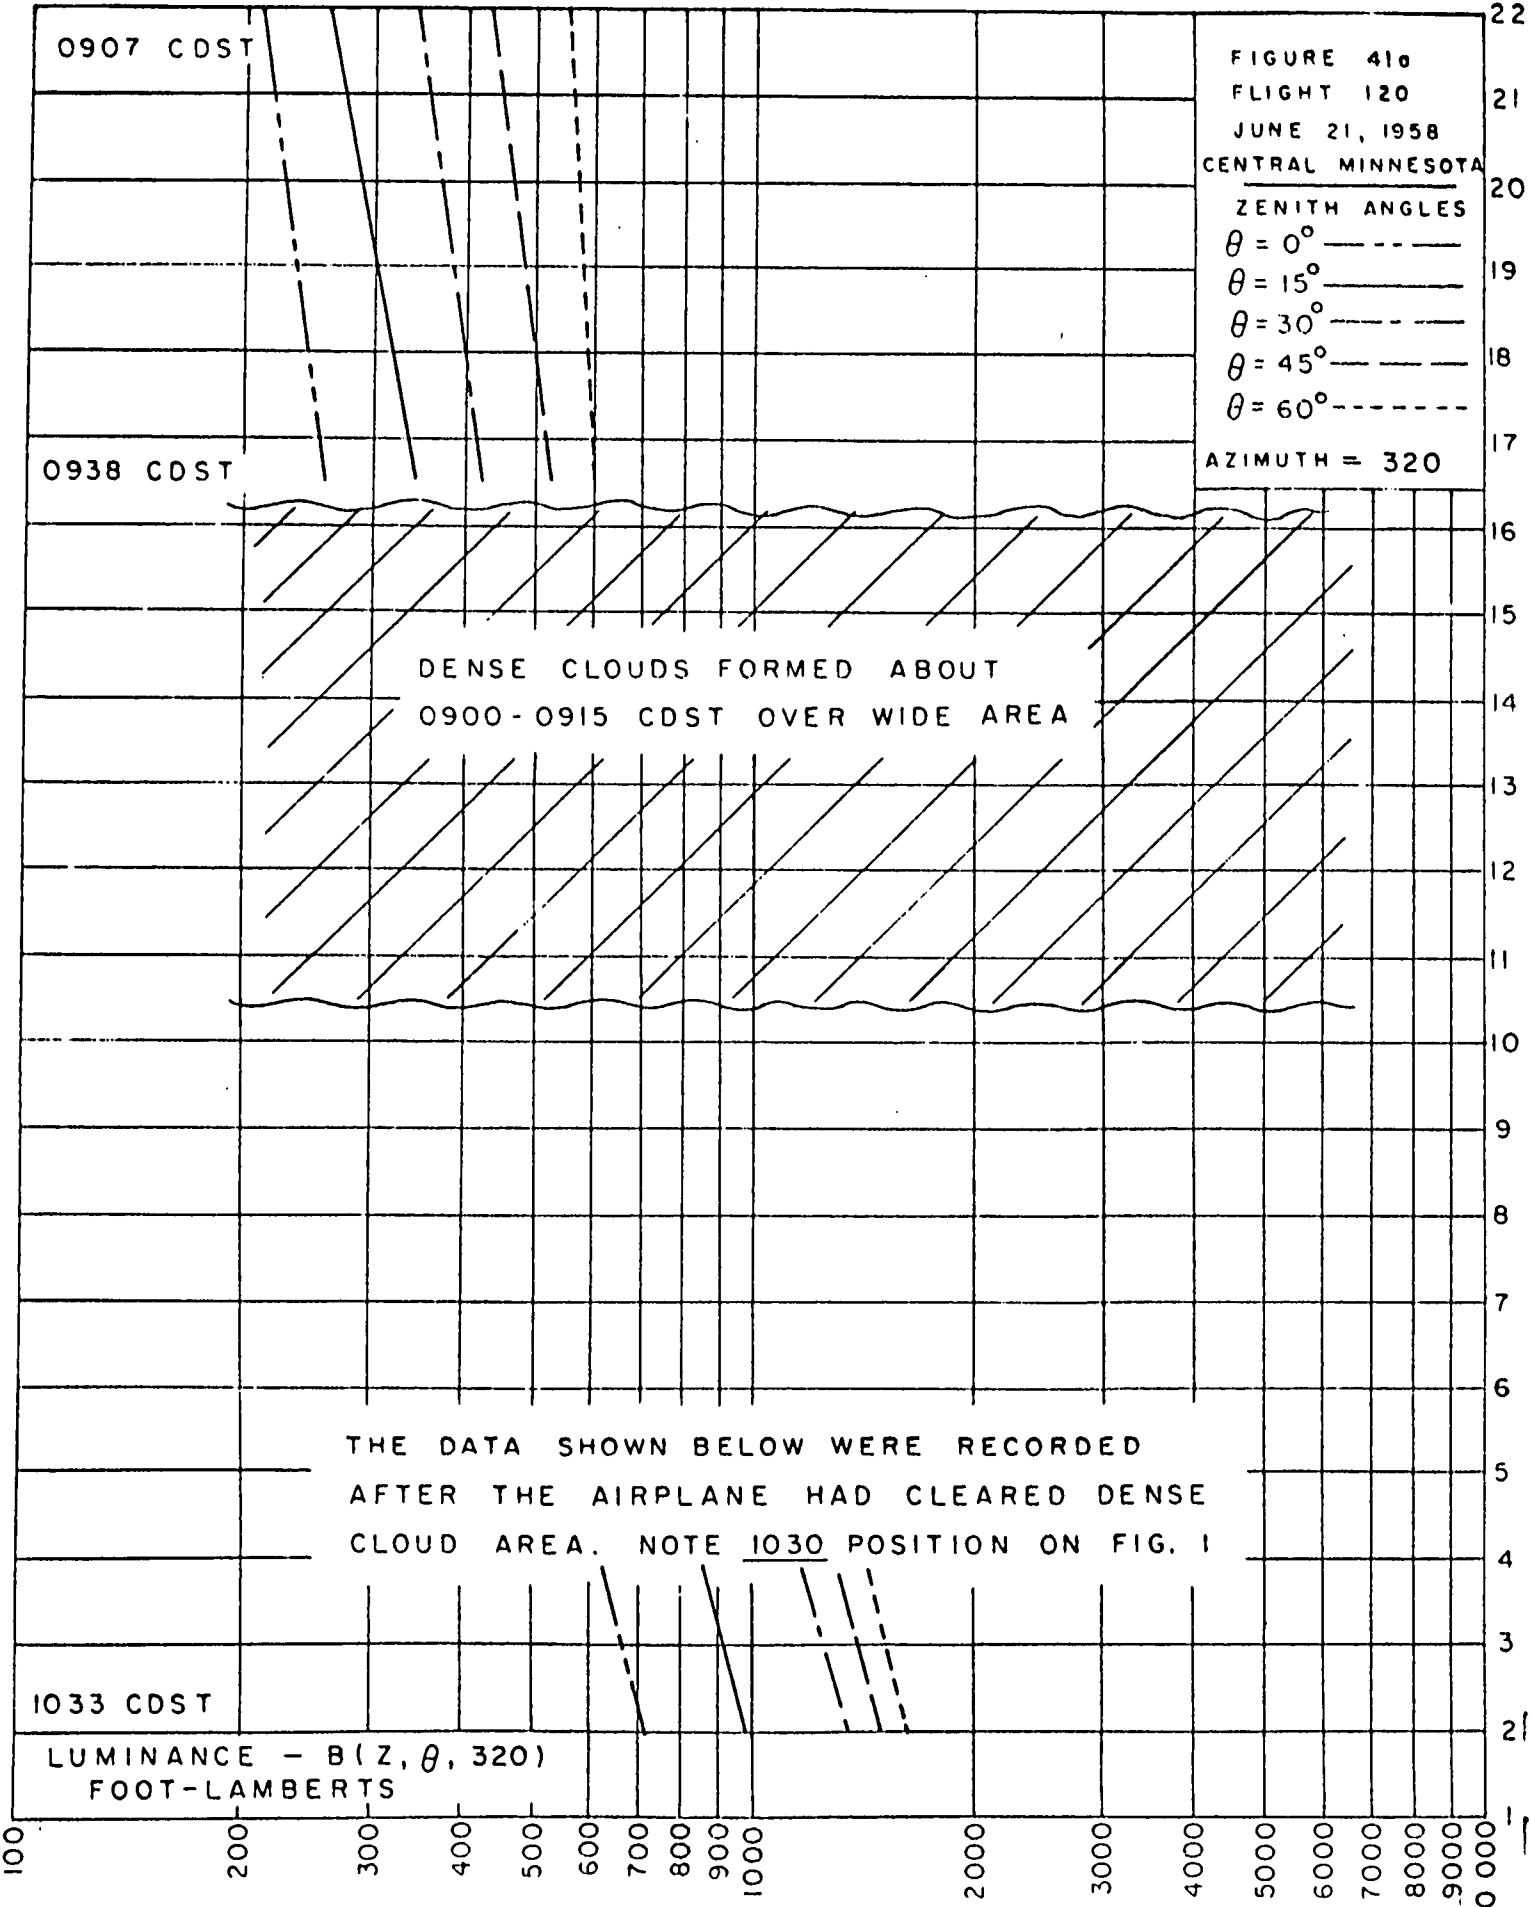 0907 CDST
FIGURE 41a
FLIGHT 120
JUNE 21, 1958
CENTRAL MINNESOTA
ZENITH ANGLES
θ = 0°
θ = 15°
θ = 30°
θ = 45°
θ = 60°
AZIMUTH = 320
0938 CDST
DENSE CLOUDS FORMED ABOUT
0900-0915 CDST OVER WIDE AREA
THE DATA SHOWN BELOW WERE RECORDED
AFTER THE AIRPLANE HAD CLEARED DENSE
CLOUD AREA. NOTE 1030 POSITION ON FIG. 1
1033 CDST
LUMINANCE - B(Z, θ, 320)
FOOT-LAMBERTS
22
21
20
19
18
17
16
15
14
13
12
11
10
9
8
7
6
5
4
3
2
1
100
200
300
400
500
600
700
800
900
1000
2000
3000
4000
5000
6000
7000
8000
9000
0000